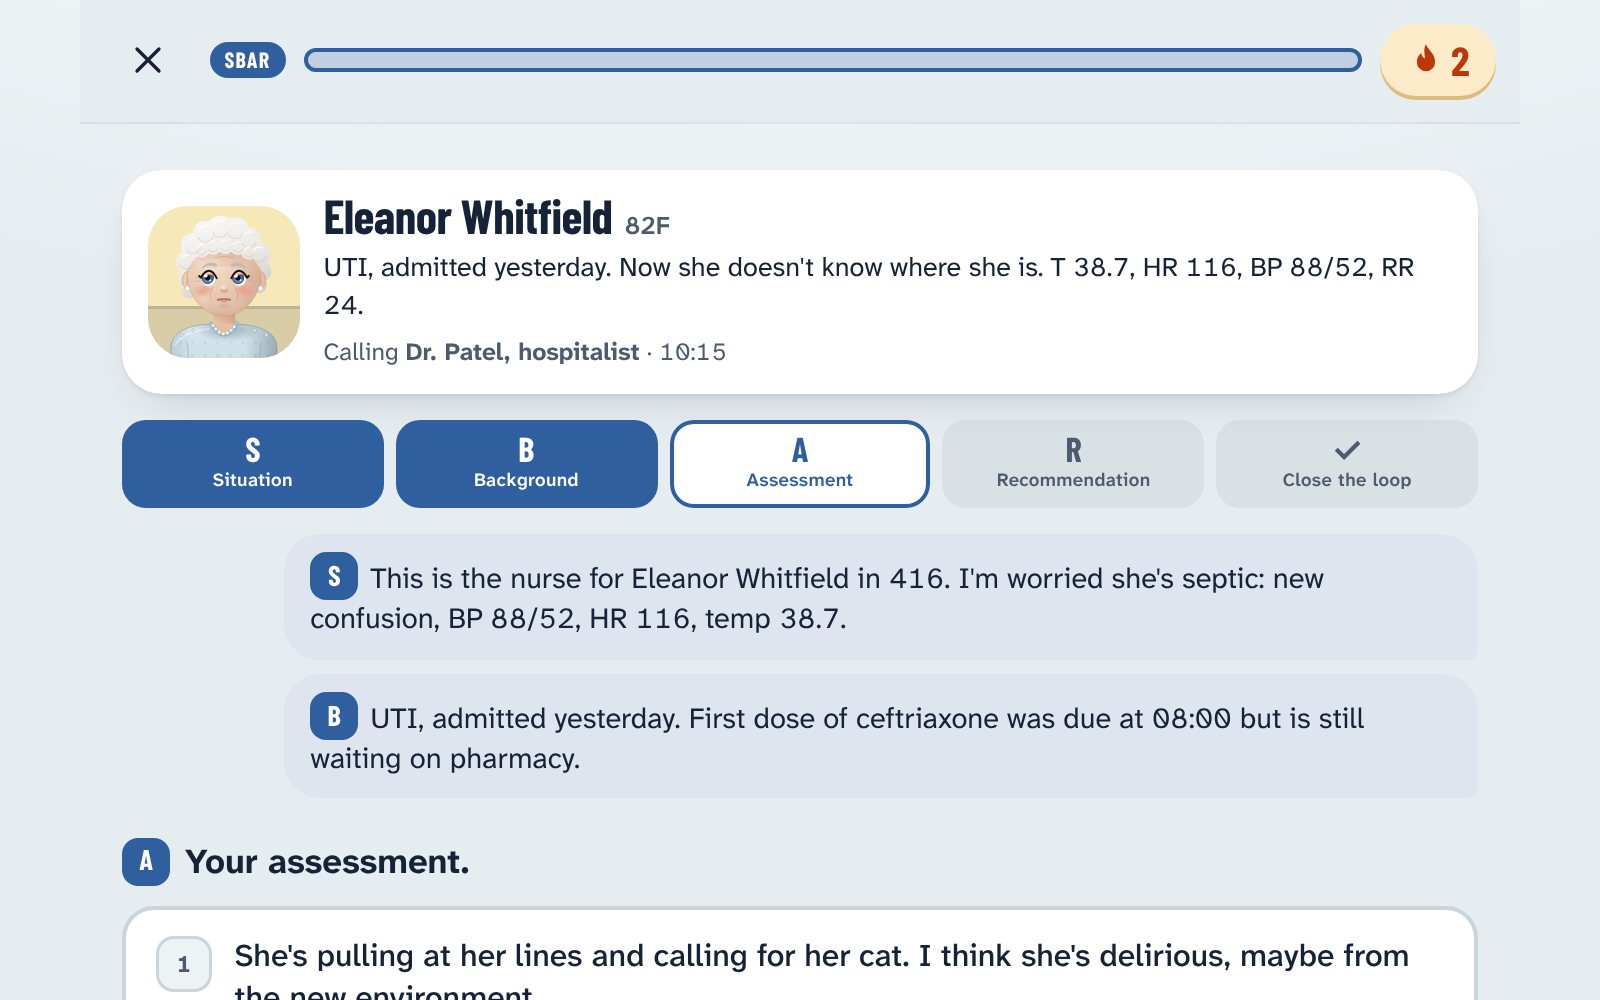 SBAR
2
Eleanor Whitfield 82F
UTI, admitted yesterday. Now she doesn't know where she is. T 38.7, HR 116, BP 88/52, RR
24.
Calling Dr. Patel, hospitalist · 10:15
S
Situation
B
Background
A
Assessment
R
Recommendation
Close the loop
S This is the nurse for Eleanor Whitfield in 416. I'm worried she's septic: new
confusion, BP 88/52, HR 116, temp 38.7.
B UTI, admitted yesterday. First dose of ceftriaxone was due at 08:00 but is still
waiting on pharmacy.
A Your assessment.
1 She's pulling at her lines and calling for her cat. I think she's delirious, maybe from
the new environment.